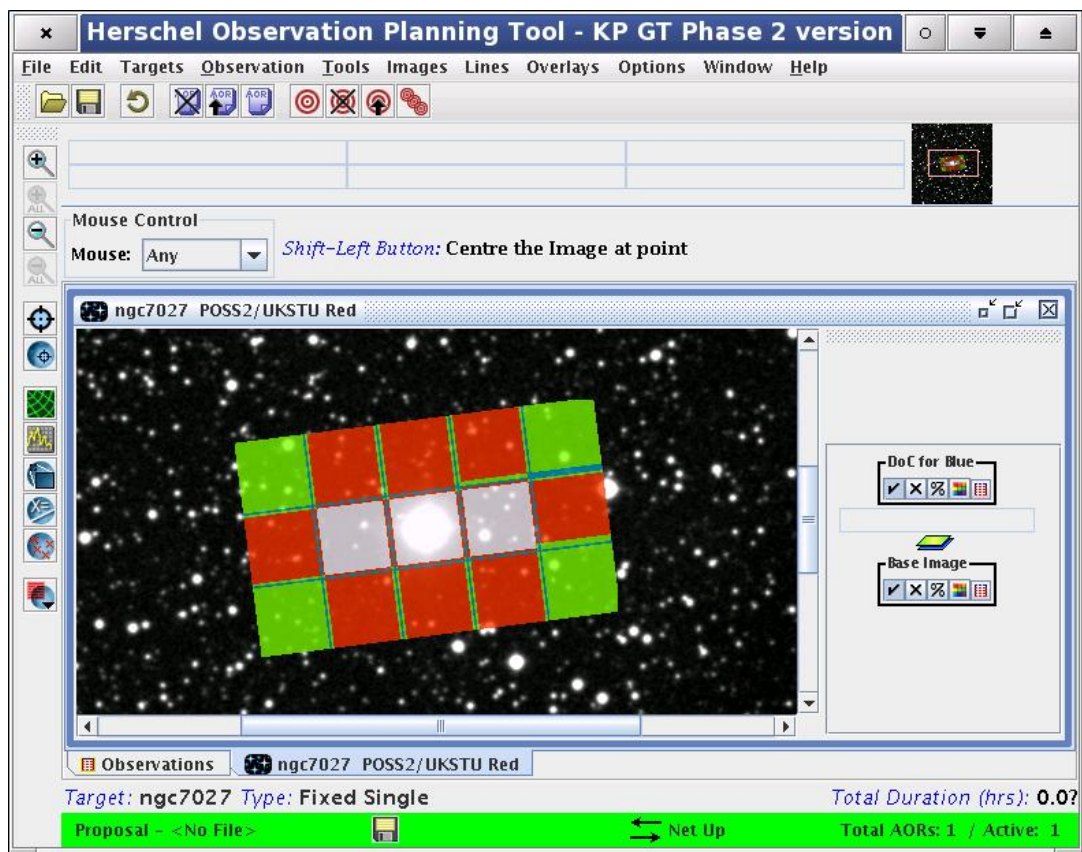 Herschel Observation Planning Tool - KP GT Phase 2 version
File Edit Targets Observation Tools Images Lines Overlays Options Window Help
AOR AOR AOR
ALL
Mouse Control
Mouse: Any Shift-Left Button: Centre the Image at point
ALL
ngc7027 POSS2/UKSTU Red
DoC for Blue
%
Base Image
%
Observations ngc7027 POSS2/UKSTU Red
Target: ngc7027 Type: Fixed Single Total Duration (hrs): 0.0?
Proposal - <No File> Net Up Total AORs: 1 / Active: 1